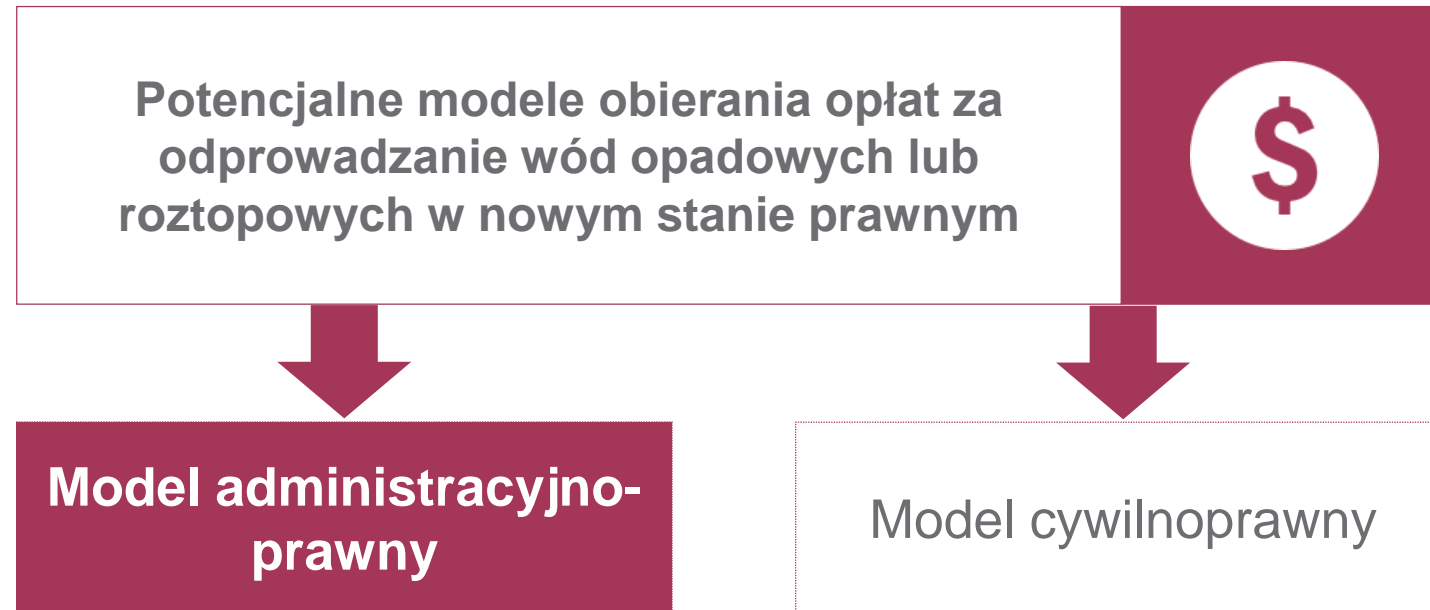 Potencjalne modele obierania opłat za
odprowadzanie wód opadowych lub
roztopowych w nowym stanie prawnym
$
Model administracyjno-
prawny
Model cywilnoprawny